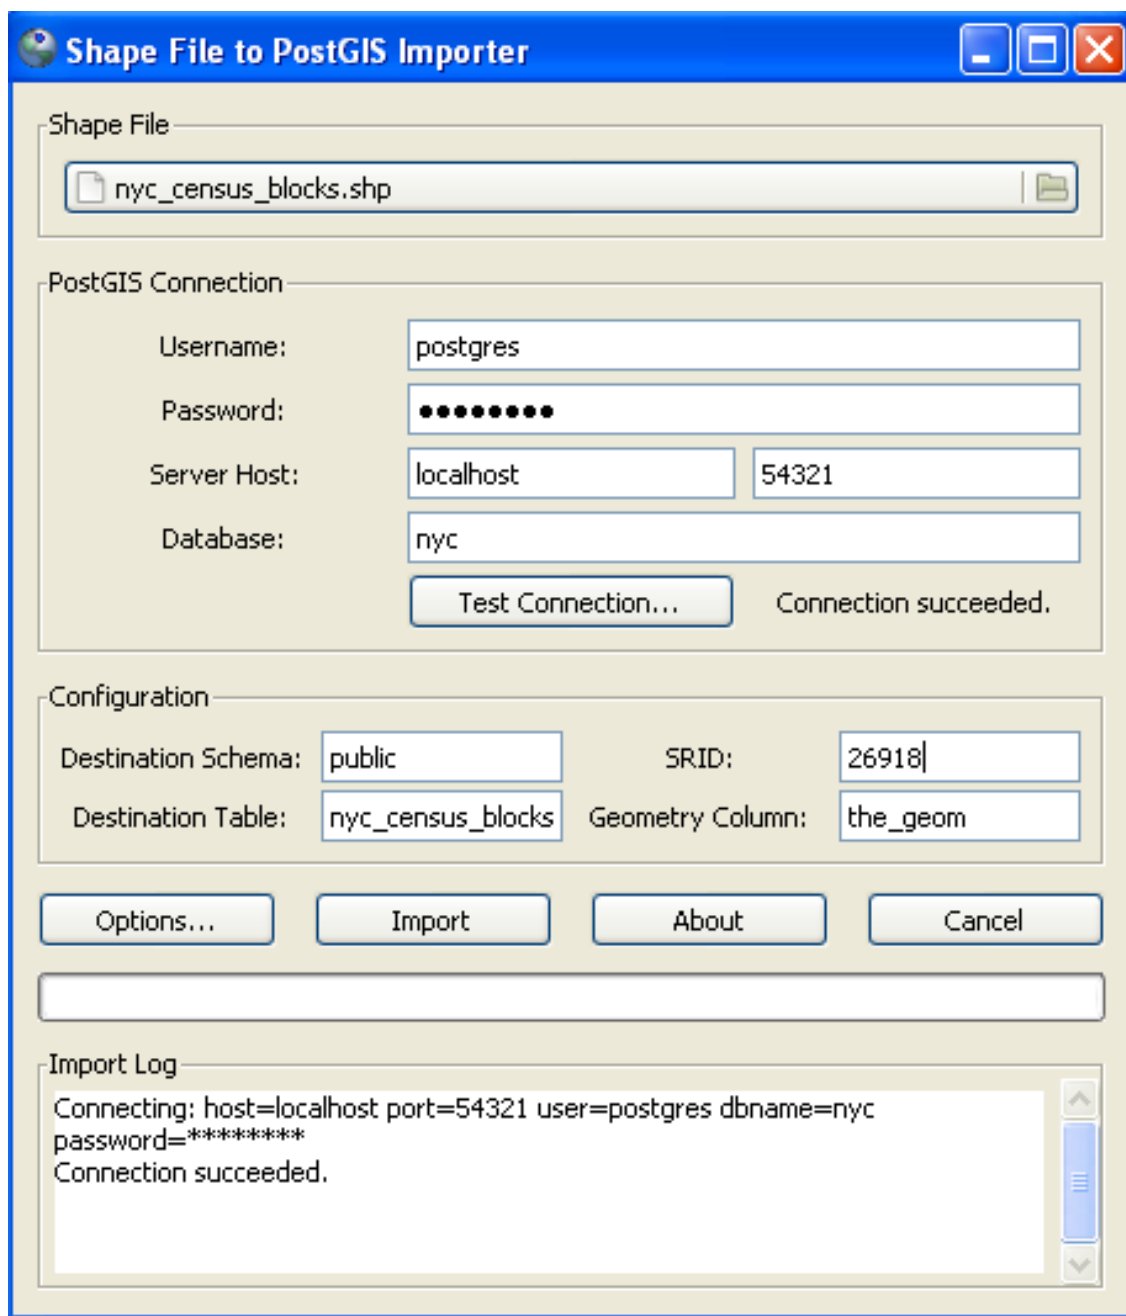 Shape File to PostGIS Importer
Shape File
nyc_census_blocks.shp
PostGIS Connection
Username: postgres
Password: ●●●●●●●●
Server Host: localhost 54321
Database: nyc
Test Connection... Connection succeeded.
Configuration
Destination Schema: public SRID: 26918
Destination Table: nyc_census_blocks Geometry Column: the_geom
Options... Import About Cancel
Import Log
Connecting: host=localhost port=54321 user=postgres dbname=nyc
password=********
Connection succeeded.